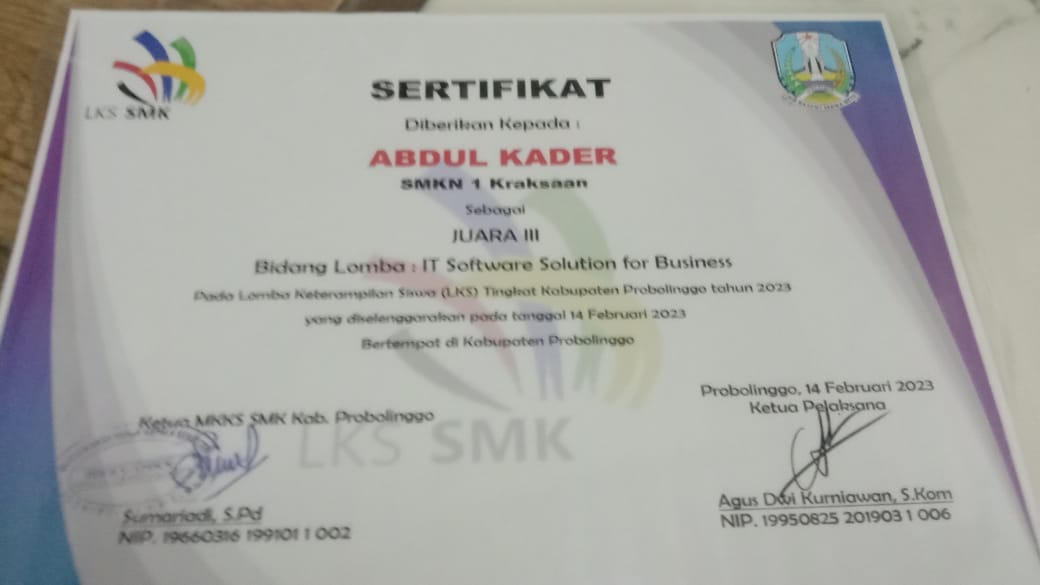 LKS SMK
SERTIFIKAT
Diberikan Kepada :
ABDUL KADER
SMKN 1 Kraksaan
Sebagai
JUARA III
Bidang Lomba : IT Software Solution for Business
Pada Lomba Keterampilan Siswa (LKS) Tingkat Kabupaten Probolinggo tahun 2023
yang diselenggarakan pada tanggal 14 Februari 2023
Bertempat di Kabupaten Probolinggo
LKS SMK
Ketua MKKS SMK Kab. Probolinggo
Sumariadi, S.Pd
NIP. 19660316 199101 1 002
Probolinggo, 14 Februari 2023
Ketua Pelaksana
Agus Dwi Kurniawan, S.Kom
NIP. 19950825 201903 1 006